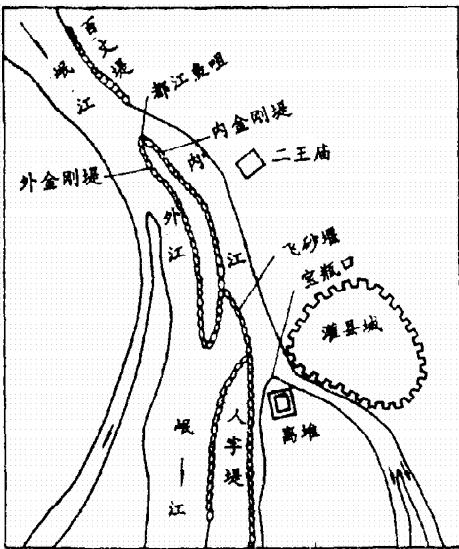 百丈堤
岷江
都江鱼咀
内金刚堤
二王庙
外金刚堤
内江
外江
飞砂堰
宝瓶口
灌县城
离堆
人字堤
岷江